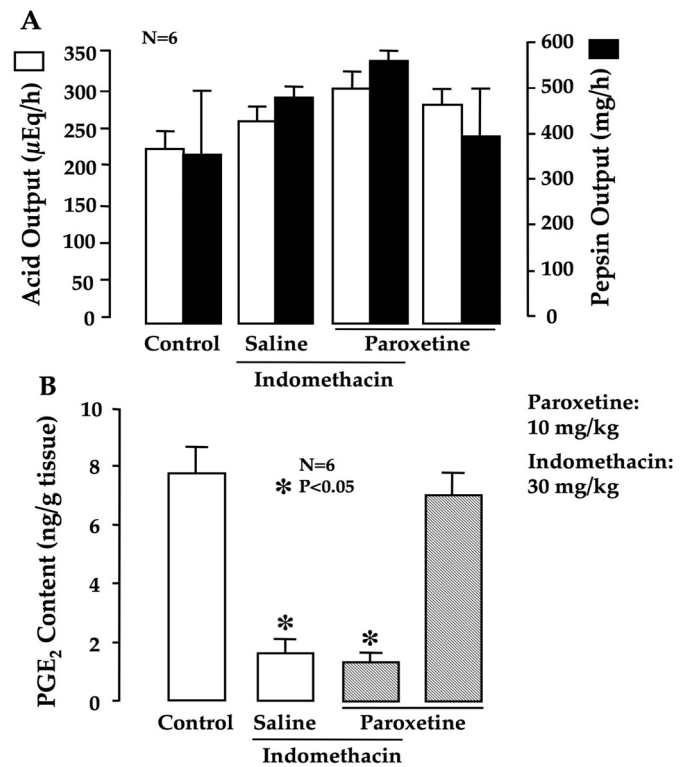 A
N=6
Acid Output (µEq/h)
350
300
250
200
150
100
50
0
Pepsin Output (mg/h)
600
500
400
300
200
100
0
Control Saline Paroxetine
Indomethacin
B
PGE2 Content (ng/g tissue)
10
8
6
4
2
0
N=6
* P<0.05
*
*
Control Saline Paroxetine
Indomethacin
Paroxetine:
10 mg/kg
Indomethacin:
30 mg/kg